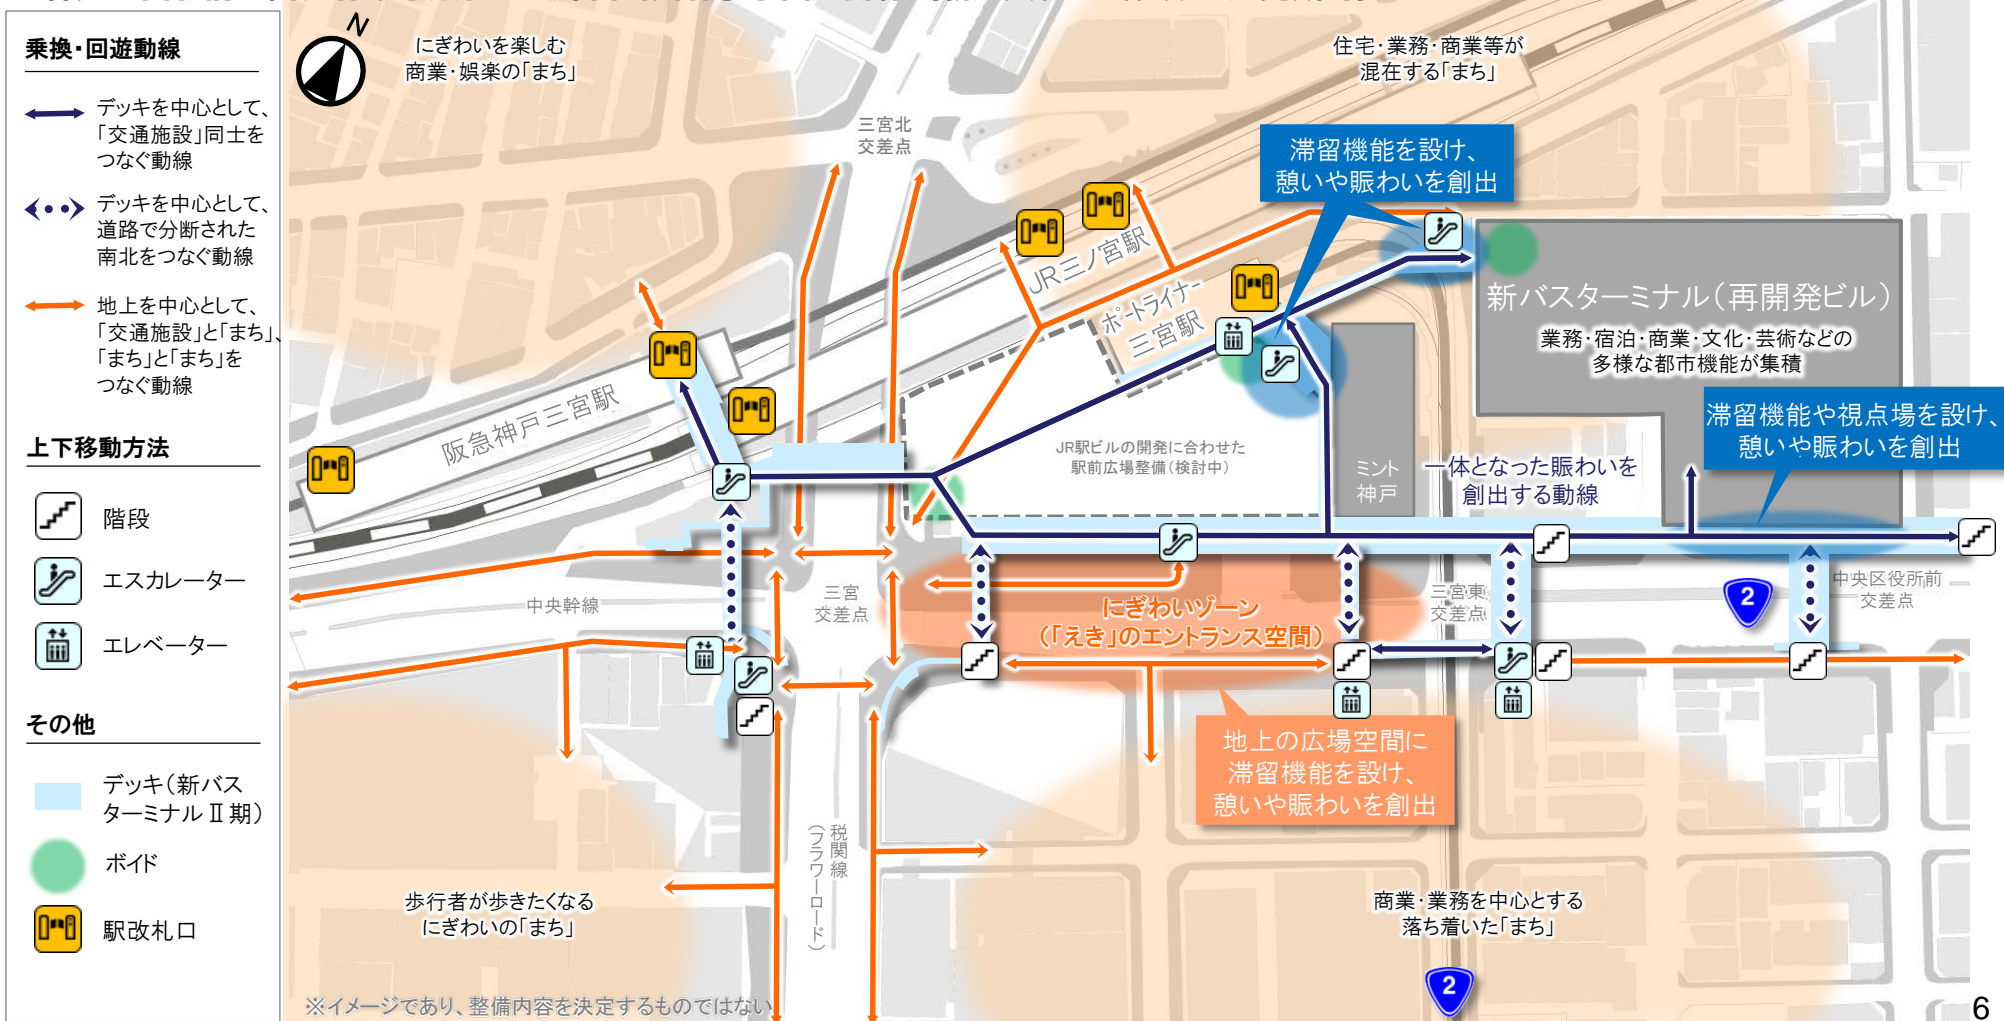 乗換・回遊動線
デッキを中心として、
「交通施設」同士を
つなぐ動線
デッキを中心として、
道路で分断された
南北をつなぐ動線
地上を中心として、
「交通施設」と「まち」、
「まち」と「まち」を
つなぐ動線
上下移動方法
階段
エスカレーター
エレベーター
その他
デッキ(新バス
ターミナルⅡ期)
ボイド
駅改札口
N
にぎわいを楽しむ
商業・娯楽の「まち」
三宮北
交差点
住宅・業務・商業等が
混在する「まち」
滞留機能を設け、
憩いや賑わいを創出
JR三ノ宮駅
ポートライナー
三宮駅
阪急神戸三宮駅
新バスターミナル(再開発ビル)
業務・宿泊・商業・文化・芸術などの
多様な都市機能が集積
滞留機能や視点場を設け、
憩いや賑わいを創出
JR駅ビルの開発に合わせた
駅前広場整備(検討中)
ミント
神戸
一体となった賑わいを
創出する動線
中央幹線
三宮
交差点
にぎわいゾーン
(「えき」のエントランス空間)
三宮東
交差点
2
中央区役所前
交差点
地上の広場空間に
滞留機能を設け、
憩いや賑わいを創出
税関線
(フラワーロード)
歩行者が歩きたくなる
にぎわいの「まち」
商業・業務を中心とする
落ち着いた「まち」
2
※イメージであり、整備内容を決定するものではない
6